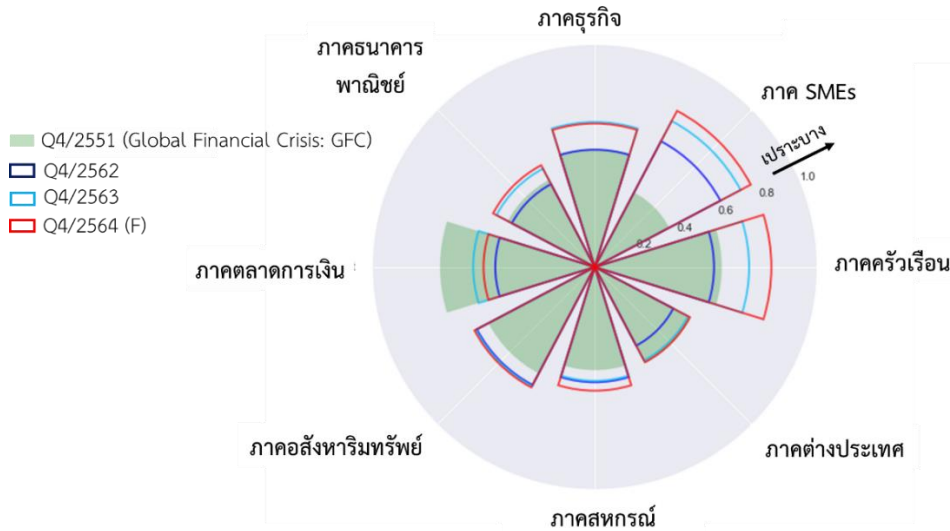 ภาคธุรกิจ
ภาคธนาคาร
พาณิชย์
ภาค SMEs
Q4/2551 (Global Financial Crisis: GFC)
Q4/2562
Q4/2563
Q4/2564 (F)
เปราะบาง
1.0
0.8
0.6
0.4
0.2
ภาคตลาดการเงิน
ภาคครัวเรือน
ภาคอสังหาริมทรัพย์
ภาคต่างประเทศ
ภาคสหกรณ์